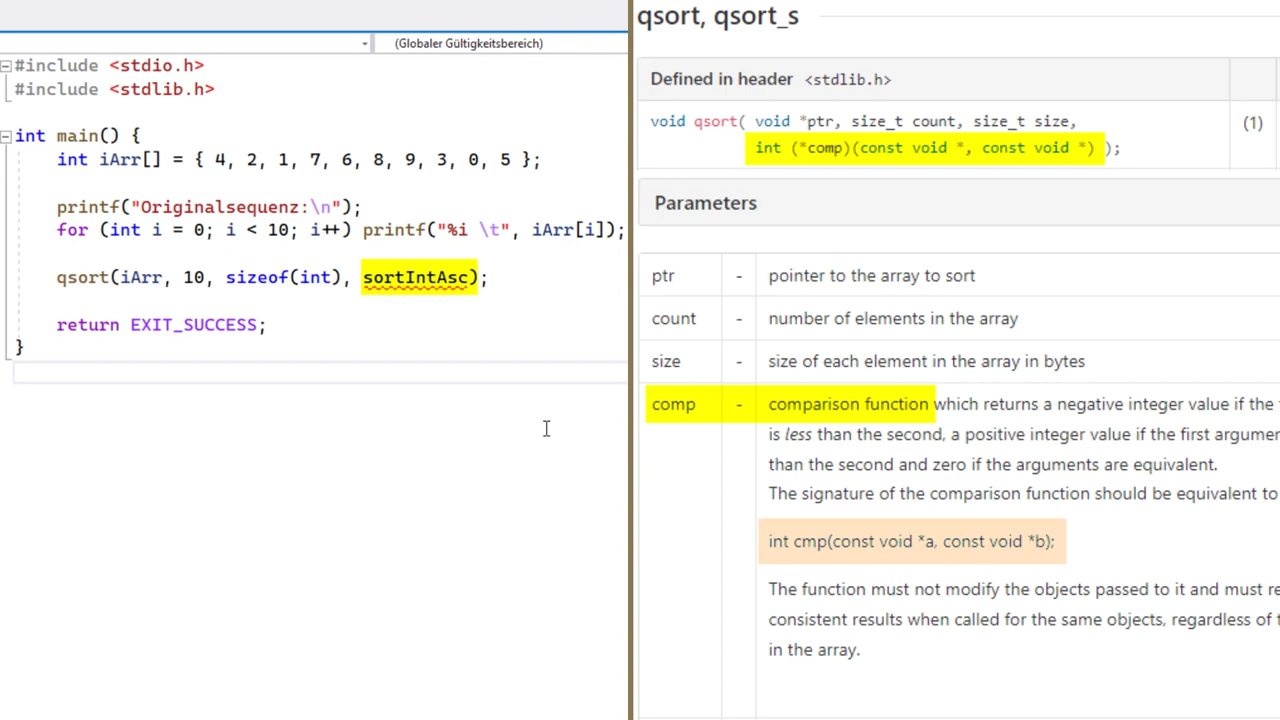 (Globaler Gültigkeitsbereich)
#include <stdio.h>
#include <stdlib.h>
int main() {
int iArr[] = { 4, 2, 1, 7, 6, 8, 9, 3, 0, 5 };
printf("Originalsequenz:\n");
for (int i = 0; i < 10; i++) printf("%i \t", iArr[i]);
qsort(iArr, 10, sizeof(int), sortIntAsc);
return EXIT_SUCCESS;
}
qsort, qsort_s
Defined in header <stdlib.h>
void qsort( void *ptr, size_t count, size_t size,
int (*comp)(const void *, const void *) );
(1)
Parameters
ptr - pointer to the array to sort
count - number of elements in the array
size - size of each element in the array in bytes
comp - comparison function which returns a negative integer value if the
is less than the second, a positive integer value if the first
than the second and zero if the arguments are equivalent.
The signature of the comparison function should be equivalent to
int cmp(const void *a, const void *b);
The function must not modify the objects passed to it and must
consistent results when called for the same objects, regardless of
in the array.